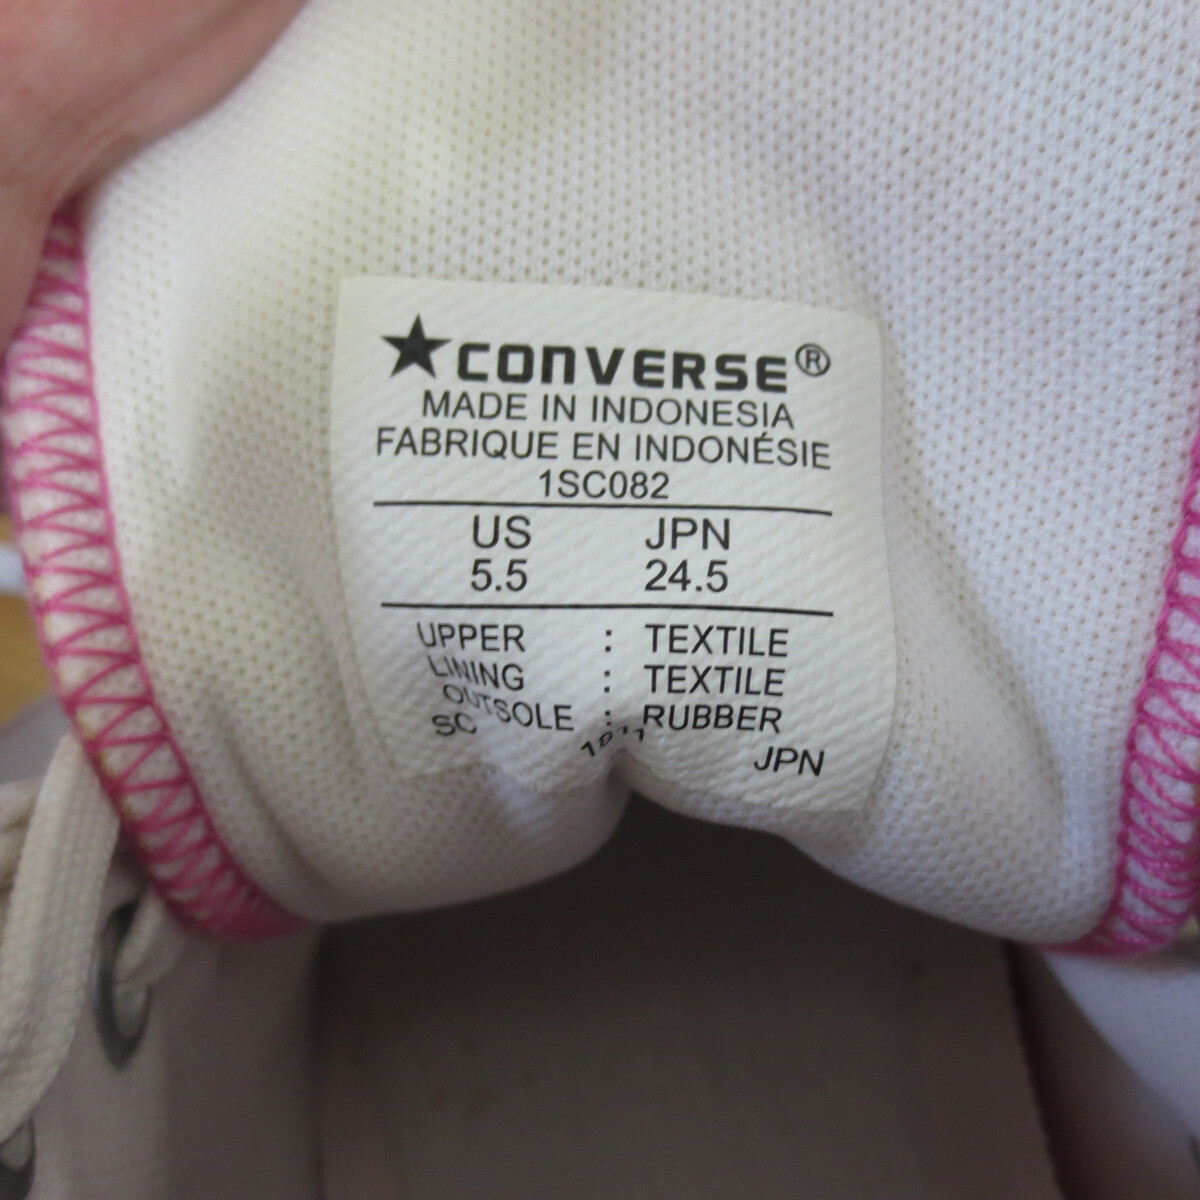 ★CONVERSE®
MADE IN INDONESIA
FABRIQUE EN INDONÉSIE
1SC082
US JPN
5.5 24.5
UPPER : TEXTILE
LINING : TEXTILE
OUTSOLE : RUBBER
SC JPN